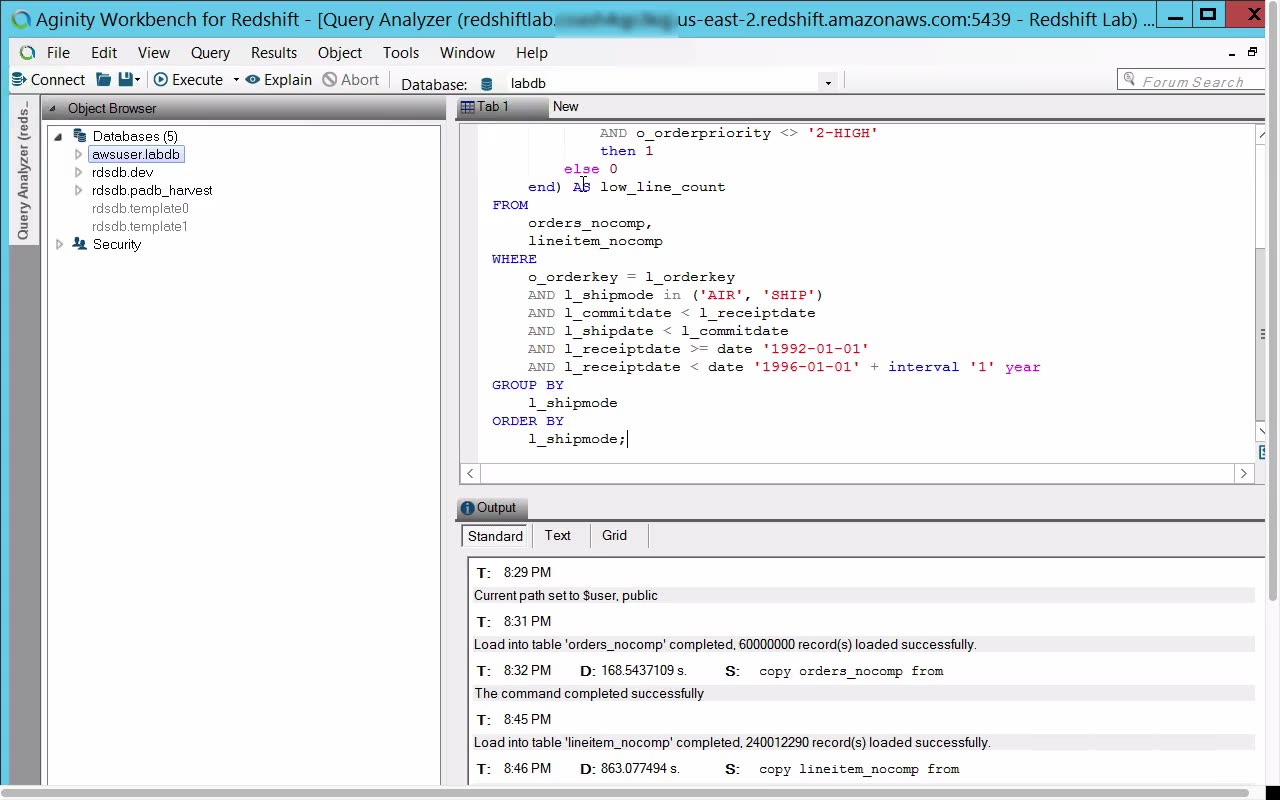 Aginity Workbench for Redshift - [Query Analyzer (redshiftlab. us-east-2.redshift.amazonaws.com:5439 - Redshift Lab) ...
File Edit View Query Results Object Tools Window Help
Connect Execute Explain Abort Database: labdb Forum Search
Query Analyzer (reds...
Object Browser
Databases (5)
awsuser.labdb
rdsdb.dev
rdsdb.padb_harvest
rdsdb.template0
rdsdb.template1
Security
Tab 1 New
AND o_orderpriority <> '2-HIGH'
then 1
else 0
end) AS low_line_count
FROM
orders_nocomp,
lineitem_nocomp
WHERE
o_orderkey = l_orderkey
AND l_shipmode in ('AIR', 'SHIP')
AND l_commitdate < l_receiptdate
AND l_shipdate < l_commitdate
AND l_receiptdate >= date '1992-01-01'
AND l_receiptdate < date '1996-01-01' + interval '1' year
GROUP BY
l_shipmode
ORDER BY
l_shipmode;
Output
Standard Text Grid
T: 8:29 PM
Current path set to $user, public
T: 8:31 PM
Load into table 'orders_nocomp' completed, 60000000 record(s) loaded successfully.
T: 8:32 PM D: 168.5437109 s. S: copy orders_nocomp from
The command completed successfully
T: 8:45 PM
Load into table 'lineitem_nocomp' completed, 240012290 record(s) loaded successfully.
T: 8:46 PM D: 863.077494 s. S: copy lineitem_nocomp from